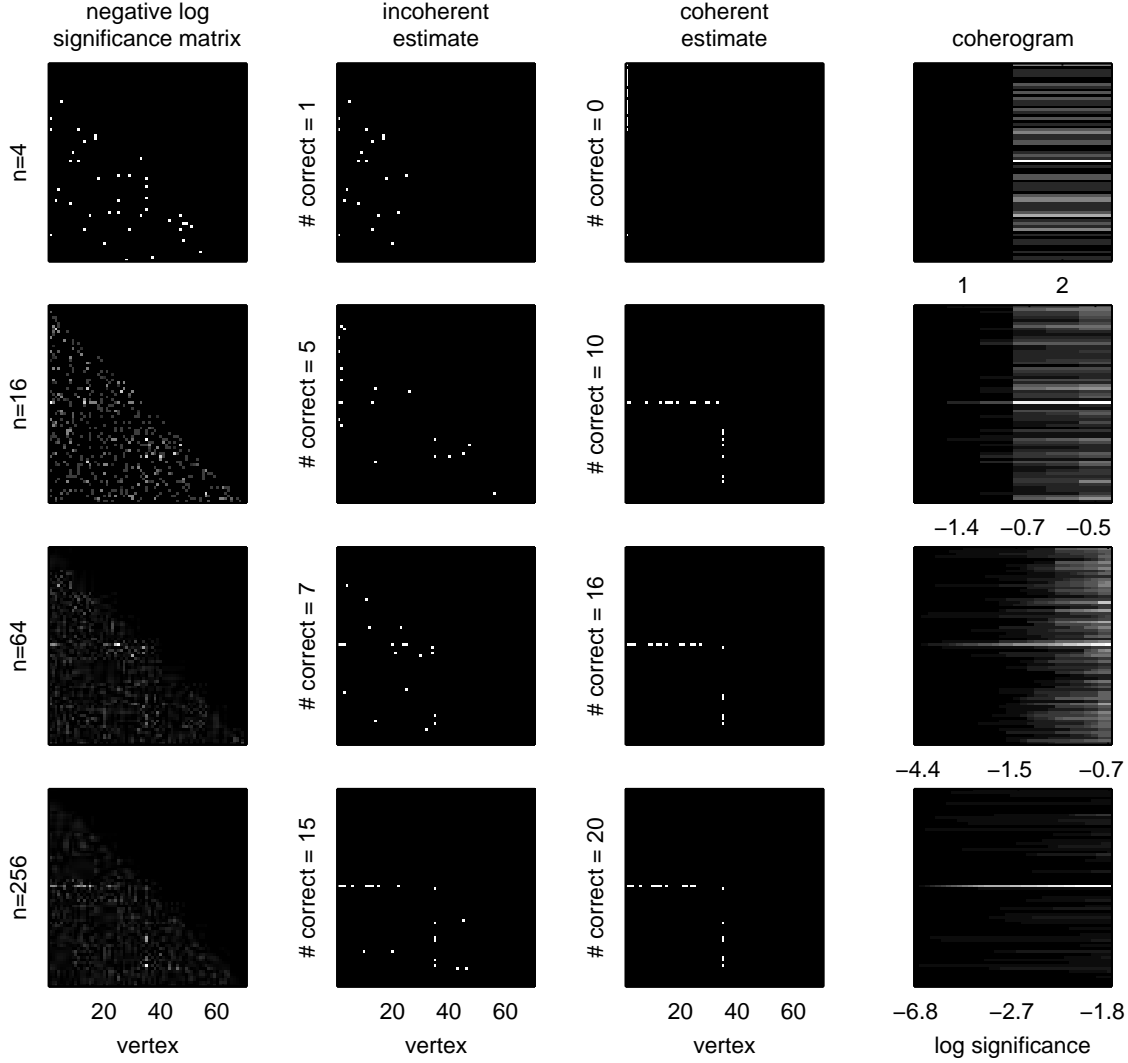 negative log
significance matrix
incoherent
estimate
coherent
estimate
coherogram
n=4
# correct = 1
# correct = 0
1 2
n=16
# correct = 5
# correct = 10
−1.4 −0.7 −0.5
n=64
# correct = 7
# correct = 16
−4.4 −1.5 −0.7
n=256
# correct = 15
# correct = 20
20 40 60
20 40 60
20 40 60
−6.8 −2.7 −1.8
vertex
vertex
vertex
log significance